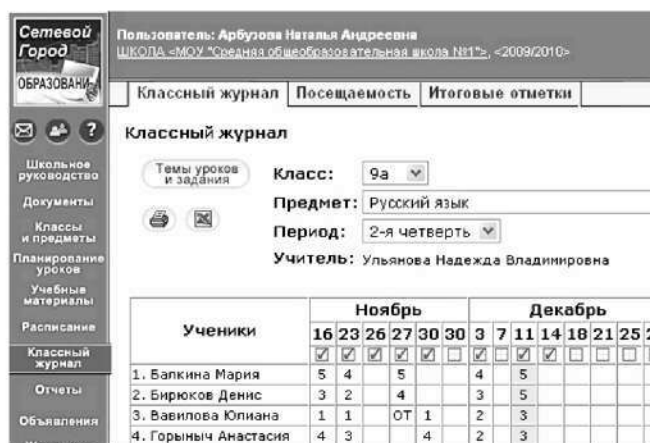 Сетевой
Город
ОБРАЗОВАНИ
Пользователь: Арбузова Наталья Андреевна
ШКОЛА <МОУ "Средняя общеобразовательная школа №1">, <2009/2010>
Классный журнал Посещаемость Итоговые отметки
?
Классный журнал
Школьное
руководство
Документы
Классы
и предметы
Планирование
уроков
Учебные
материалы
Расписание
Классный
журнал
Отчеты
Объявления
Темы уроков
и задания
Класс: 9а
Предмет: Русский язык
Период: 2-я четверть
Учитель: Ульянова Надежда Владимировна
Ноябрь Декабрь
Ученики 16 23 26 27 30 30 3 7 11 14 18 21 25 2
1. Балкина Мария 5 4 5 4 5
2. Бирюков Денис 3 2 4 3 5
3. Вавилова Юлиана 1 1 ОТ 1 2 3
4. Горыныч Анастасия 4 3 4 2 3